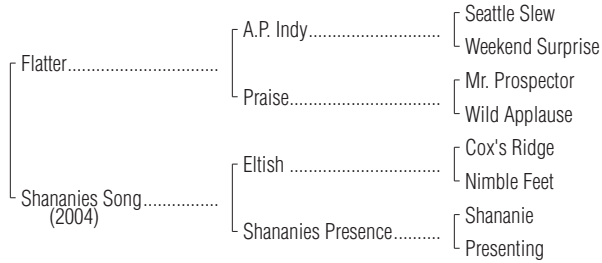 Seattle Slew
A.P. Indy............................
Weekend Surprise
Flatter................................
Mr. Prospector
Praise................................
Wild Applause
Cox's Ridge
Eltish ................................
Nimble Feet
Shananies Song................
(2004)
Shananie
Shananies Presence..........
Presenting